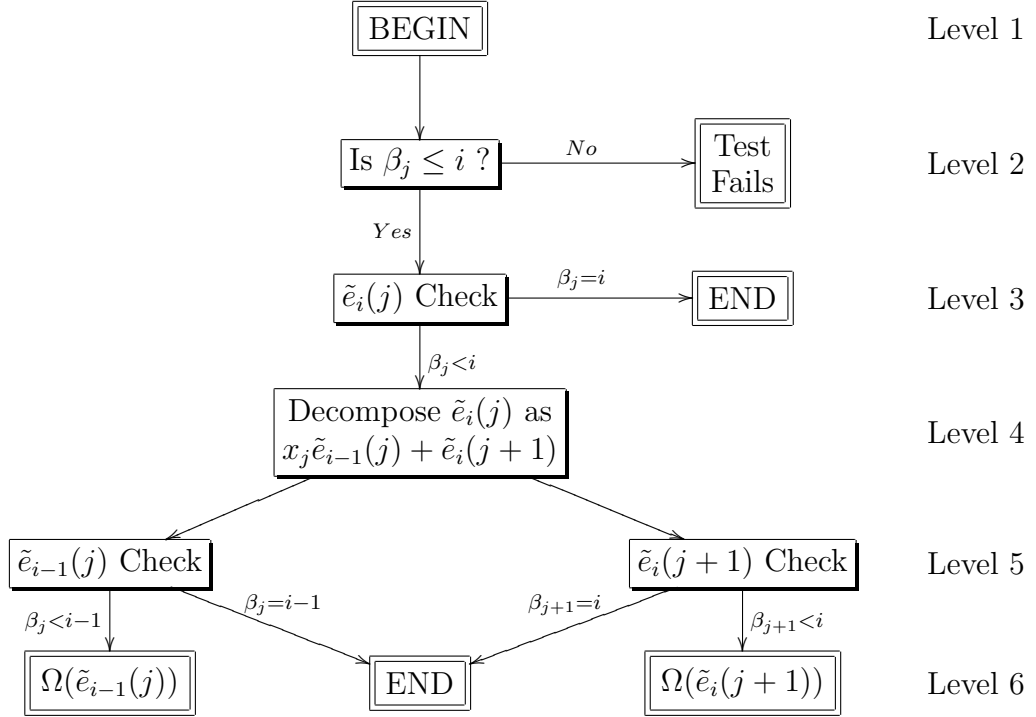 BEGIN
Level 1
Is β_j ≤ i ?
No
Test
Fails
Level 2
Yes
ẽ_i(j) Check
β_j=i
END
Level 3
β_j<i
Decompose ẽ_i(j) as
x_jẽ_{i−1}(j) + ẽ_i(j + 1)
Level 4
ẽ_{i−1}(j) Check
ẽ_i(j + 1) Check
Level 5
β_j<i−1
β_j=i−1
β_{j+1}=i
β_{j+1}<i
Ω(ẽ_{i−1}(j))
END
Ω(ẽ_i(j + 1))
Level 6